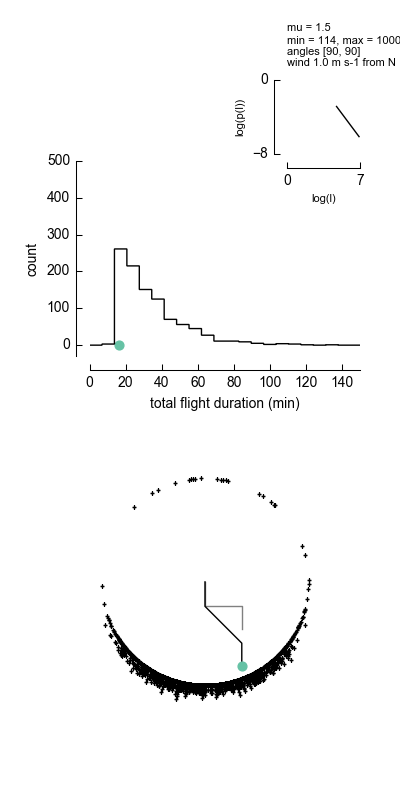 mu = 1.5
min = 114, max = 1000
angles [90, 90]
wind 1.0 m s-1 from N
0
log(p(l))
−8
0 7
log(l)
500
400
300
200
100
0
count
0 20 40 60 80 100 120 140
total flight duration (min)